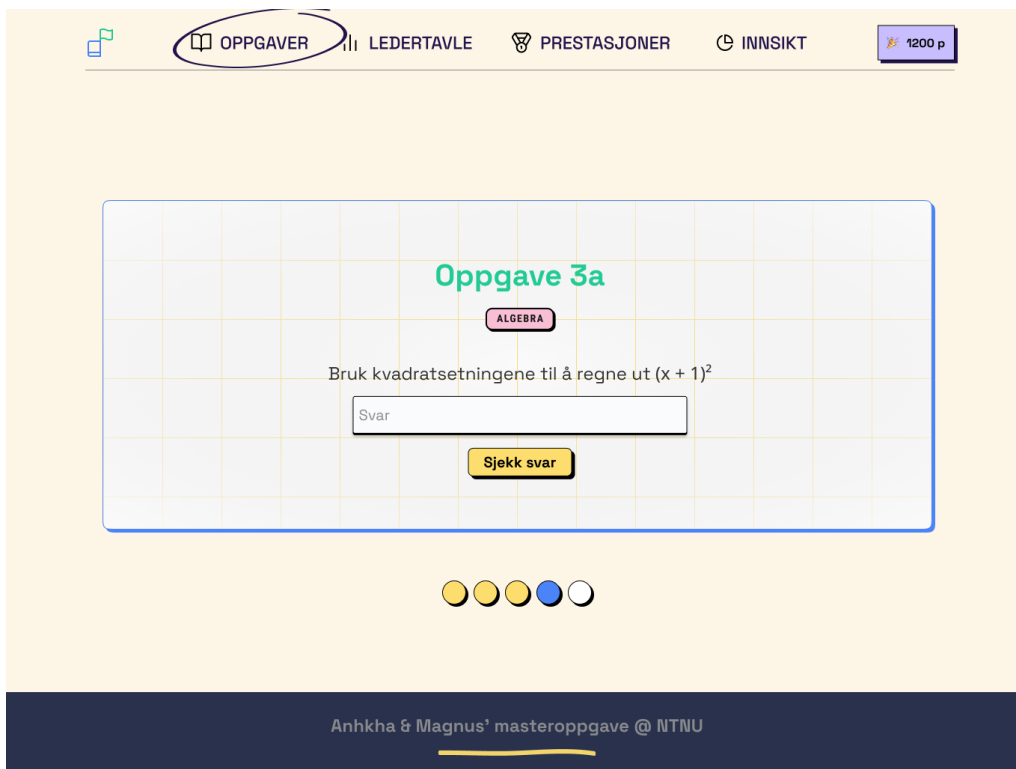 OPPGAVER LEDERTAVLE PRESTASJONER INNSIKT 1200 p
Oppgave 3a
ALGEBRA
Bruk kvadratsetningene til å regne ut (x + 1)²
Svar
Sjekk svar
Anhkha & Magnus' masteroppgave @ NTNU